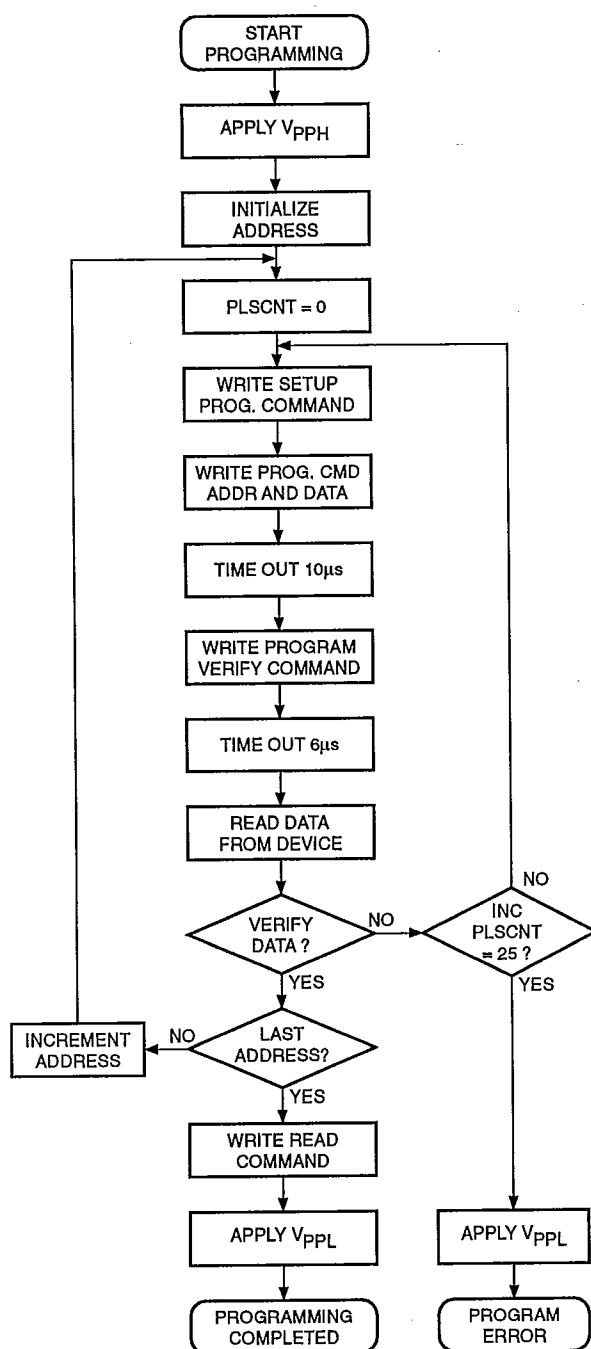 START
PROGRAMMING
APPLY VPPH
INITIALIZE
ADDRESS
PLSCNT = 0
WRITE SETUP
PROG. COMMAND
WRITE PROG. CMD
ADDR AND DATA
TIME OUT 10µs
WRITE PROGRAM
VERIFY COMMAND
TIME OUT 6µs
READ DATA
FROM DEVICE
VERIFY
DATA ?
NO
YES
INC
PLSCNT
= 25 ?
NO
YES
LAST
ADDRESS?
NO
YES
INCREMENT
ADDRESS
WRITE READ
COMMAND
APPLY VPPL
PROGRAMMING
COMPLETED
APPLY VPPL
PROGRAM
ERROR